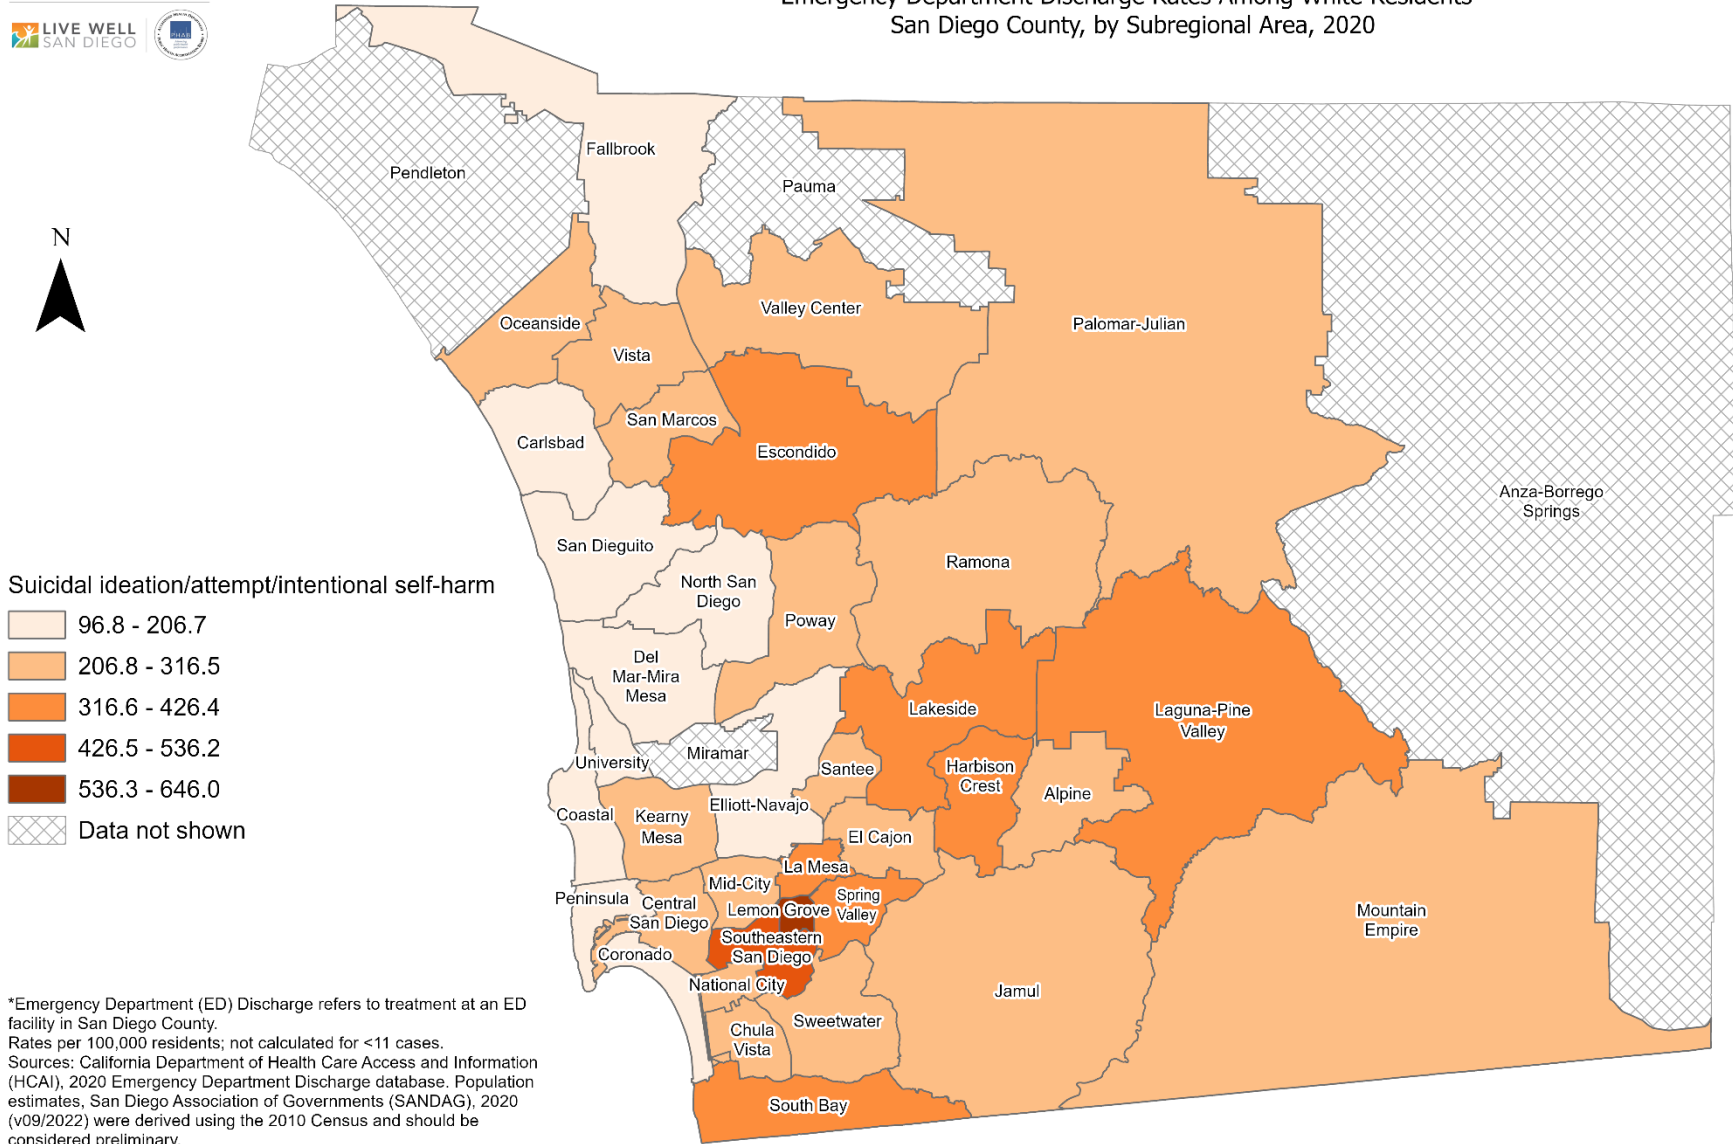 Emergency Department Discharge Rates Among White Residents
San Diego County, by Subregional Area, 2020
LIVE WELL
SAN DIEGO
PHAB
N
Fallbrook
Pendleton
Pauma
Valley Center
Oceanside
Palomar-Julian
Vista
San Marcos
Carlsbad
Escondido
Anza-Borrego
Springs
San Dieguito
Ramona
North San
Diego
Poway
Del
Mar-Mira
Mesa
Lakeside
Laguna-Pine
Valley
Miramar
University
Santee
Harbison
Crest
Alpine
Elliott-Navajo
Coastal
Kearny
Mesa
El Cajon
La Mesa
Mid-City
Peninsula
Central
San Diego
Lemon Grove
Spring
Valley
Mountain
Empire
Southeastern
San Diego
Coronado
National City
Jamul
Sweetwater
Chula
Vista
South Bay
Suicidal ideation/attempt/intentional self-harm
96.8 - 206.7
206.8 - 316.5
316.6 - 426.4
426.5 - 536.2
536.3 - 646.0
Data not shown
*Emergency Department (ED) Discharge refers to treatment at an ED
facility in San Diego County.
Rates per 100,000 residents; not calculated for <11 cases.
Sources: California Department of Health Care Access and Information
(HCAI), 2020 Emergency Department Discharge database. Population
estimates, San Diego Association of Governments (SANDAG), 2020
(v09/2022) were derived using the 2010 Census and should be
considered preliminary.